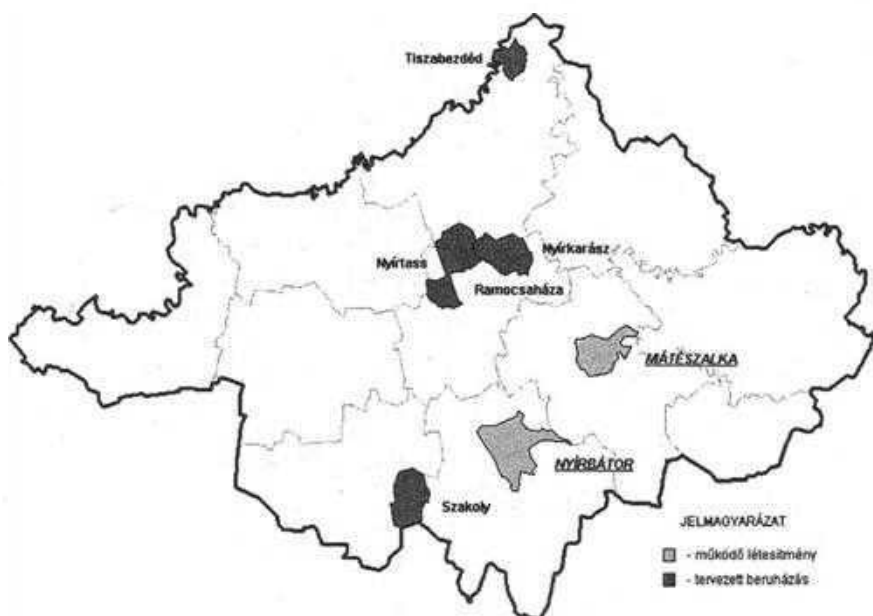 Tiszabezdéd
Nyírkarász
Nyírtass
Ramocsaháza
MÁTÉSZALKA
NYÍRBÁTOR
Szakoly
JELMAGYARÁZAT
- működő létesítmény
- tervezett beruházás